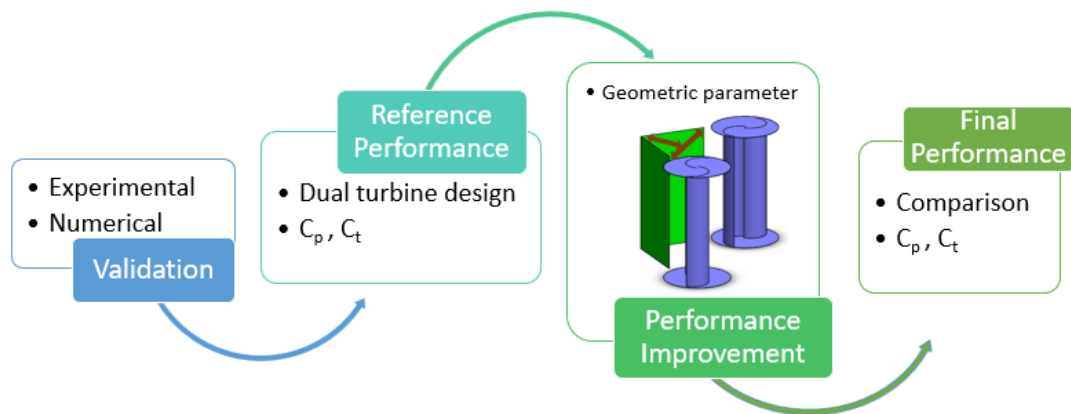 • Experimental
• Numerical
Validation
Reference
Performance
• Dual turbine design
• Cₚ , Cₜ
• Geometric parameter
Performance
Improvement
Final
Performance
• Comparison
• Cₚ , Cₜ